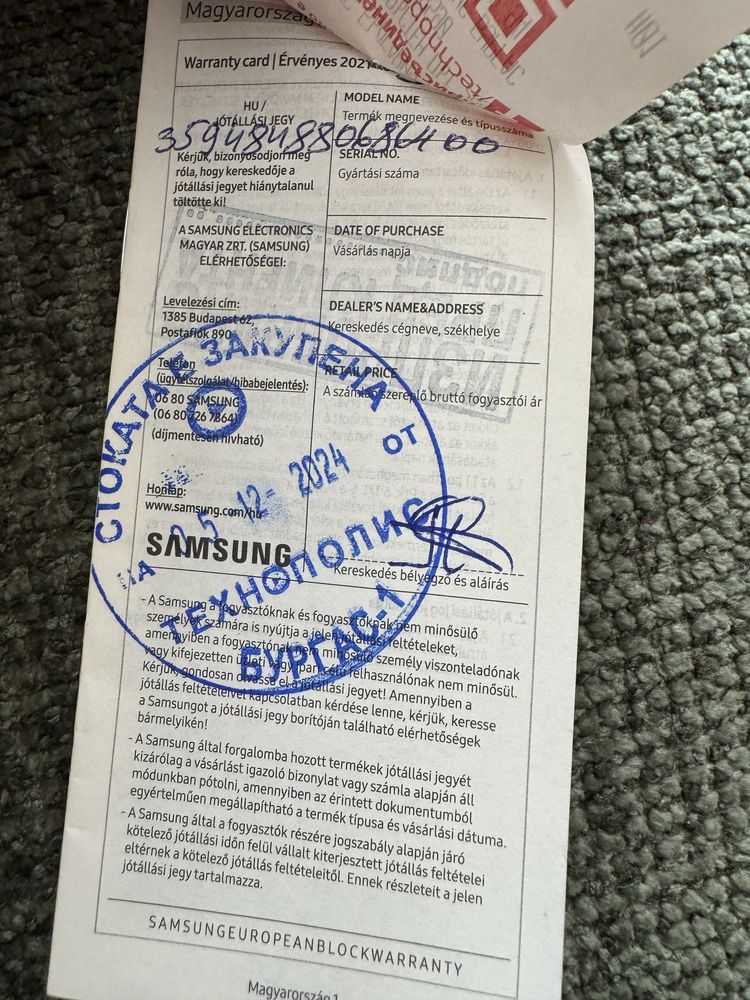 Magyarország
Warranty card | Érvényes 2021
HU /
JÓTÁLLÁSI JEGY
Kérjük, bizonyosodjon meg
róla, hogy kereskedője a
jótállási jegyet hiánytalanul
töltötte ki!
A SAMSUNG ELECTRONICS
MAGYAR ZRT. (SAMSUNG)
ELÉRHETŐSÉGEI:
Levelezési cím:
1385 Budapest 62,
Postafiók 890
Telefon
(ügyfélszolgálat/hibabejelentés):
06 80 SAMSUNG
(06 80 726 7864)
(díjmentesen hívható)
Honlap:
www.samsung.com/hu
SAMSUNG
MODEL NAME
Termék megnevezése és típusszáma
SERIAL NO.
Gyártási száma
DATE OF PURCHASE
Vásárlás napja
DEALER'S NAME&ADDRESS
Kereskedés cégneve, székhelye
RETAIL PRICE
A számlán szereplő bruttó fogyasztói ár
Kereskedés bélyegző és aláírás
СТОКАТА Е ЗАКУПЕНА
ОТ
НА 25 -12- 2024
ТЕХНОПОЛИС
БУРГАС 1
- A Samsung a fogyasztóknak és fogyasztóknak nem minősülő
személyek számára is nyújtja a jelen jótállási feltételeket,
amenyiben a fogyasztónak nem minősülő személy viszonteladónak
vagy kifejezetten üzleti vagy ipari célú felhasználónak nem minősül.
Kérjük, gondosan olvassa el a jótállási jegyet! Amennyiben a
jótállás feltételeivel kapcsolatban kérdése lenne, kérjük, keresse
a Samsungot a jótállási jegy borítóján található elérhetőségek
bármelyikén!
- A Samsung által forgalomba hozott termékek jótállási jegyét
kizárólag a vásárlást igazoló bizonylat vagy számla alapján áll
módunkban pótolni, amennyiben az érintett dokumentumból
egyértelműen megállapítható a termék típusa és vásárlási dátuma.
- A Samsung által a fogyasztók részére jogszabály alapján járó
kötelező jótállási időn felül vállalt kiterjesztett jótállás feltételei
eltérnek a kötelező jótállás feltételeitől. Ennek részleteit a jelen
jótállási jegy tartalmazza.
SAMSUNGEUROPEANBLOCKWARRANTY
Magyarország 1